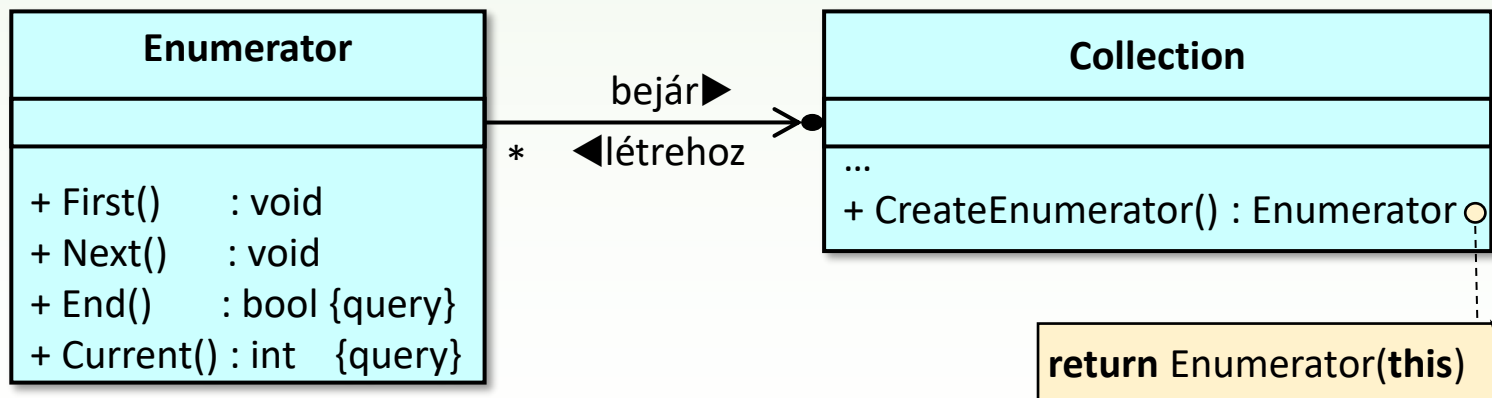 Enumerator
+ First() : void
+ Next() : void
+ End() : bool {query}
+ Current() : int {query}
bejár▶
* ◀létrehoz
Collection
...
+ CreateEnumerator() : Enumerator
return Enumerator(this)